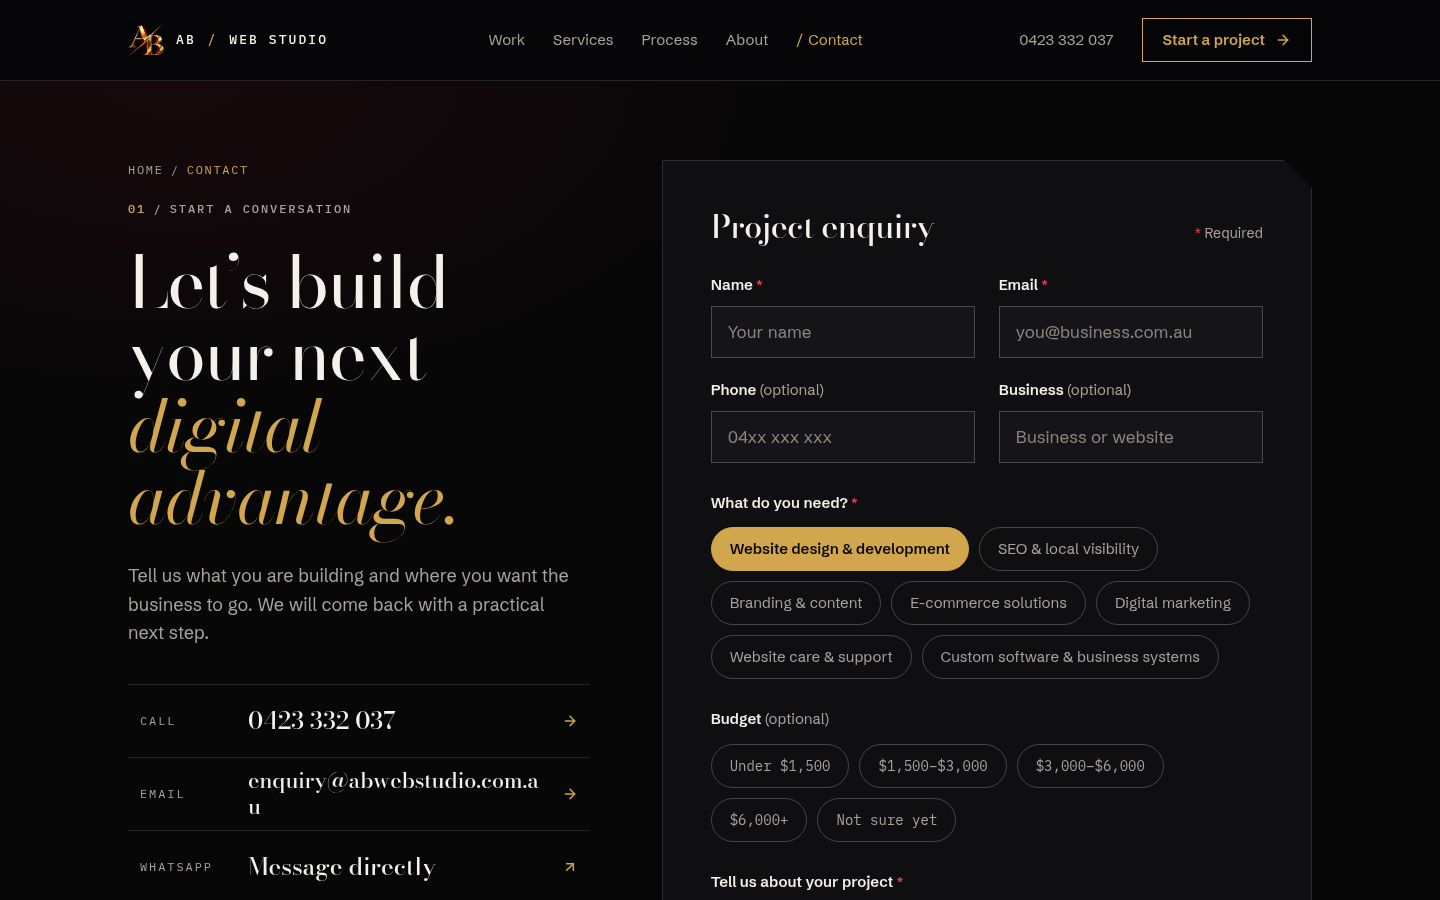 AB
AB / WEB STUDIO
Work
Services
Process
About
/ Contact
0423 332 037
Start a project →
HOME / CONTACT
01 / START A CONVERSATION
Let's build
your next
digital
advantage.
Tell us what you are building and where you want the
business to go. We will come back with a practical
next step.
CALL
0423 332 037 →
EMAIL
enquiry@abwebstudio.com.a
u
→
WHATSAPP
Message directly ↗
Project enquiry
* Required
Name *
Your name
Email *
you@business.com.au
Phone (optional)
04xx xxx xxx
Business (optional)
Business or website
What do you need? *
Website design & development
SEO & local visibility
Branding & content
E-commerce solutions
Digital marketing
Website care & support
Custom software & business systems
Budget (optional)
Under $1,500
$1,500–$3,000
$3,000–$6,000
$6,000+
Not sure yet
Tell us about your project *